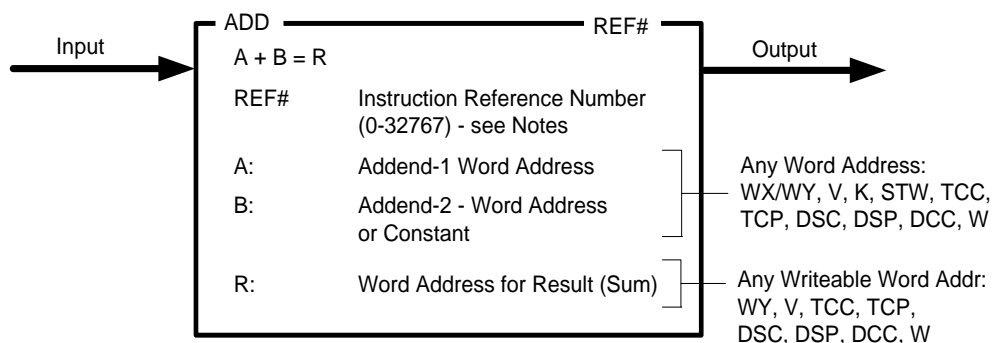 ADD REF#
Input
Output
A + B = R
REF# Instruction Reference Number
(0-32767) - see Notes
A: Addend-1 Word Address
B: Addend-2 - Word Address
or Constant
Any Word Address:
WX/WY, V, K, STW, TCC,
TCP, DSC, DSP, DCC, W
R: Word Address for Result (Sum)
Any Writeable Word Addr:
WY, V, TCC, TCP,
DSC, DSP, DCC, W